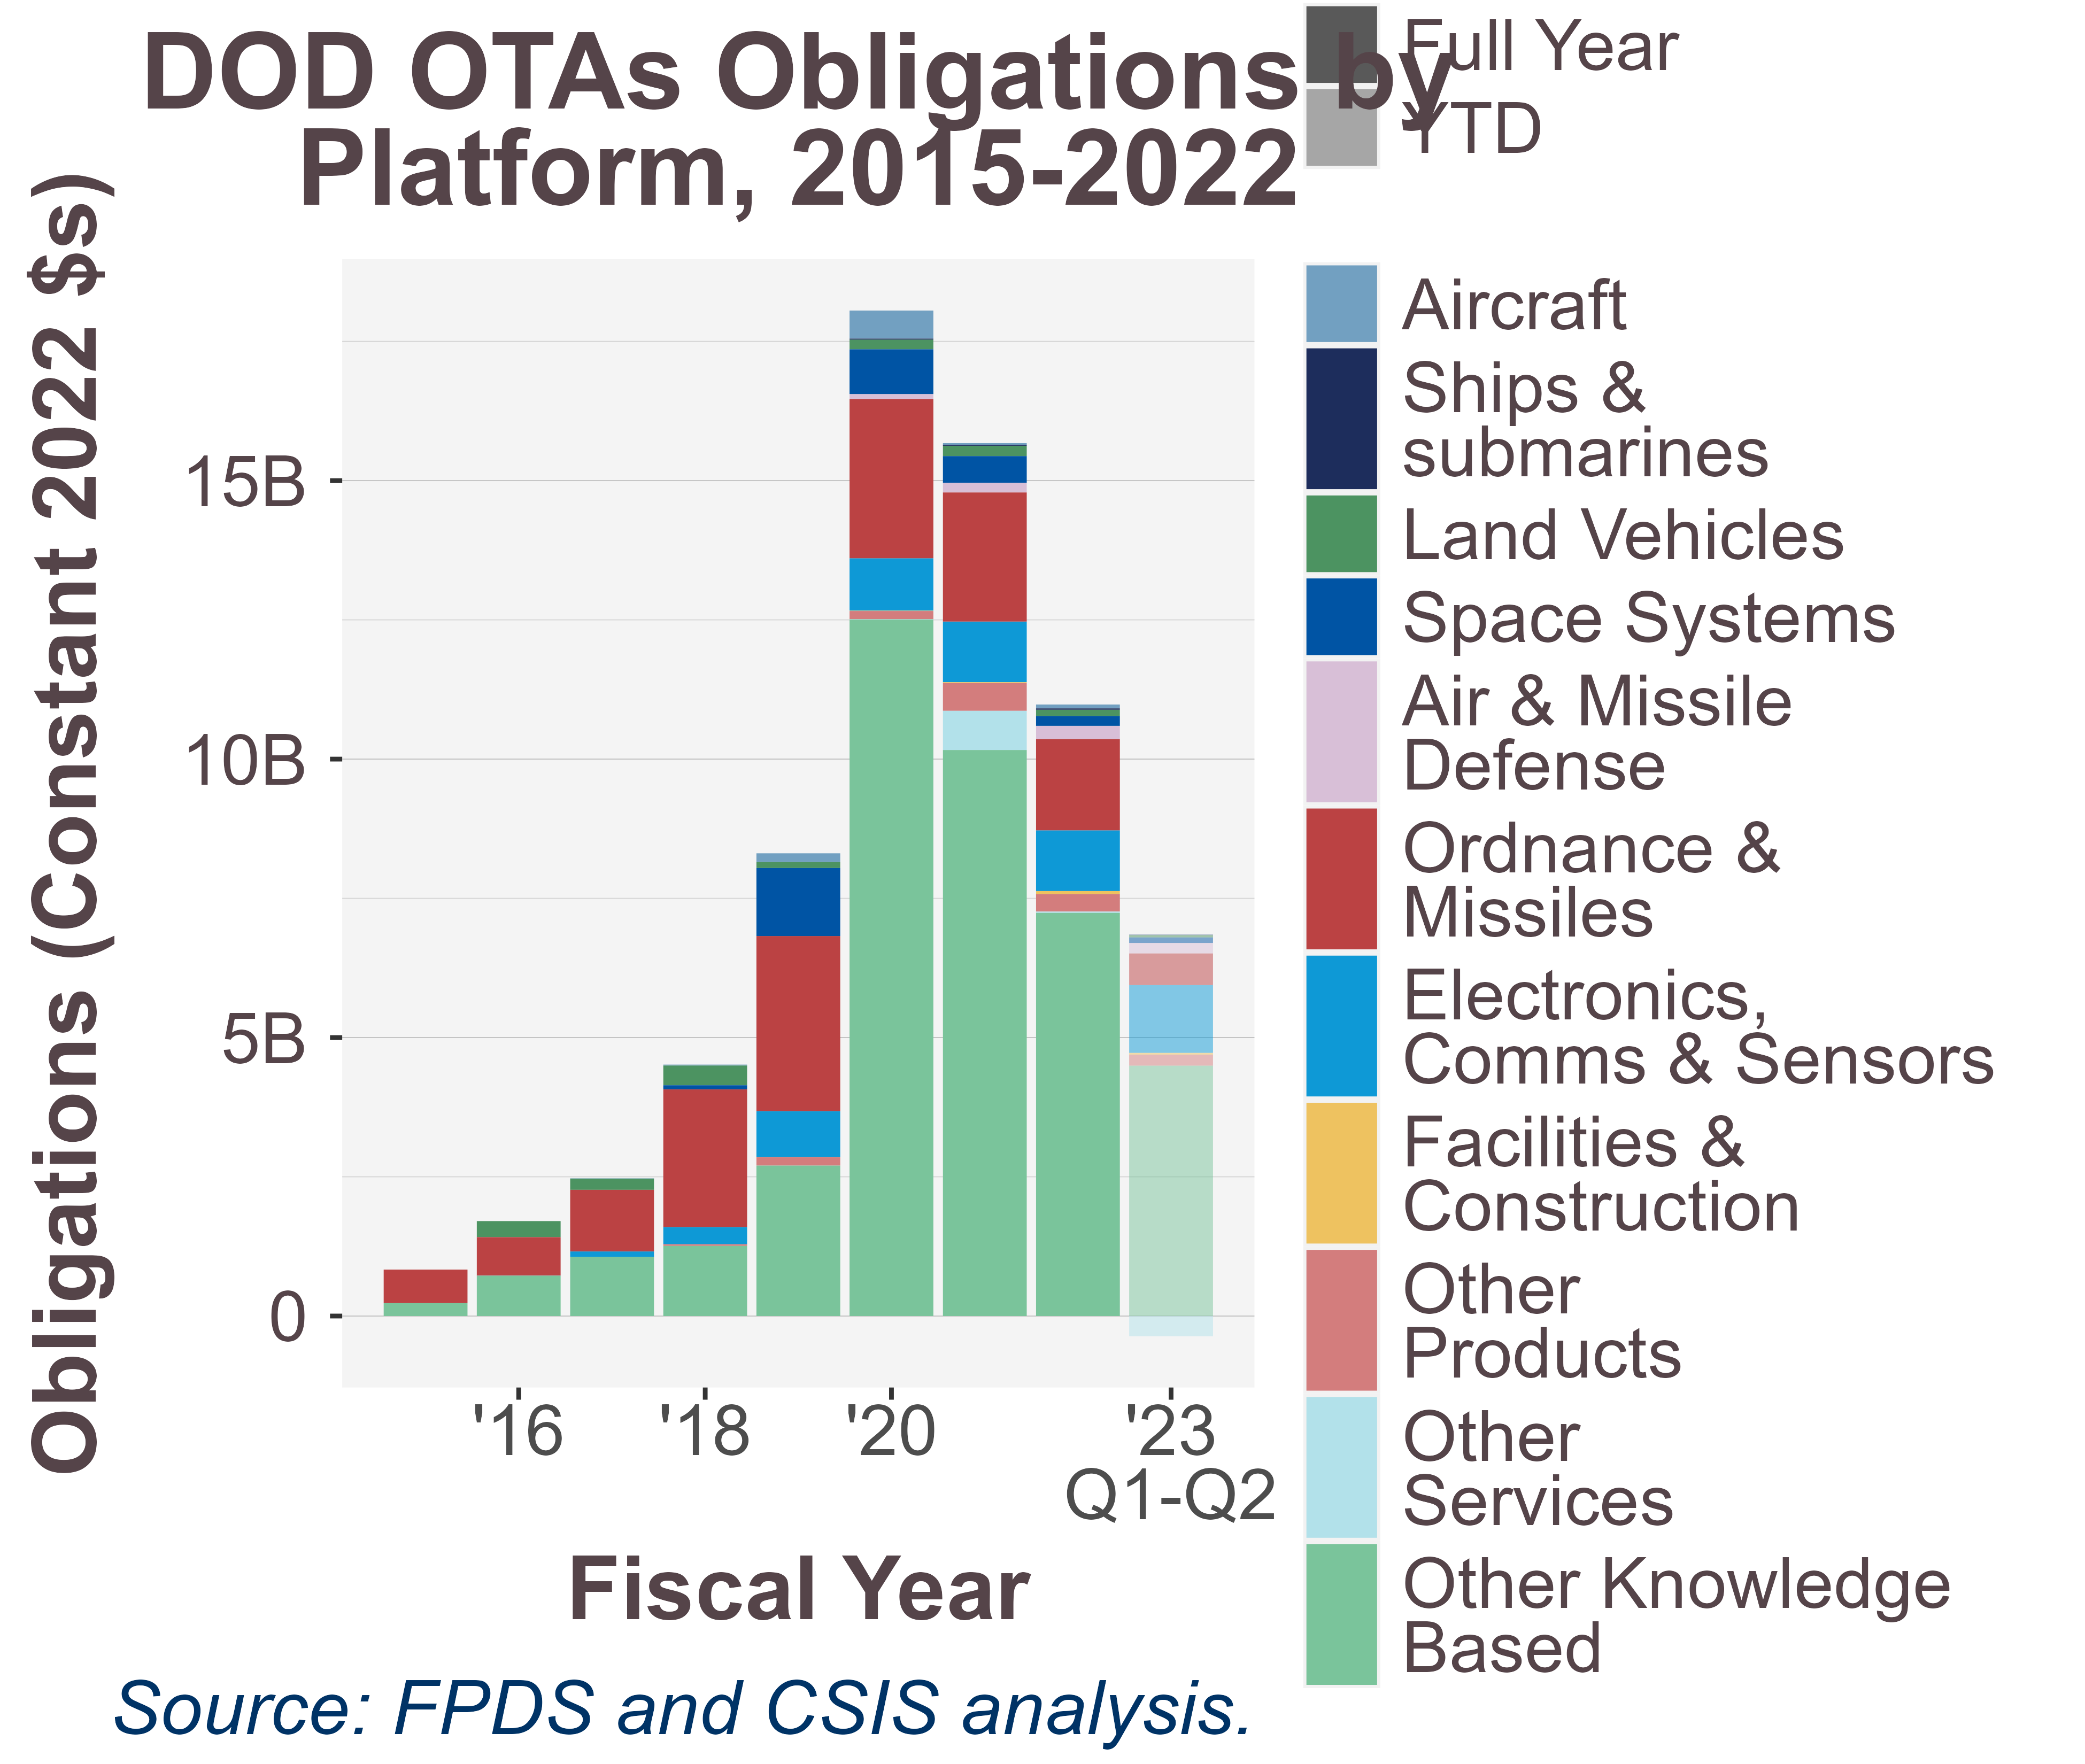 DOD OTAs Obligations by
Platform, 2015-2022
Full Year
YTD
Obligations (Constant 2022 $s)
15B
10B
5B
0
'16
'18
'20
'23
Q1-Q2
Fiscal Year
Aircraft
Ships &
submarines
Land Vehicles
Space Systems
Air & Missile
Defense
Ordnance &
Missiles
Electronics,
Comms & Sensors
Facilities &
Construction
Other
Products
Other
Services
Other Knowledge
Based
Source: FPDS and CSIS analysis.